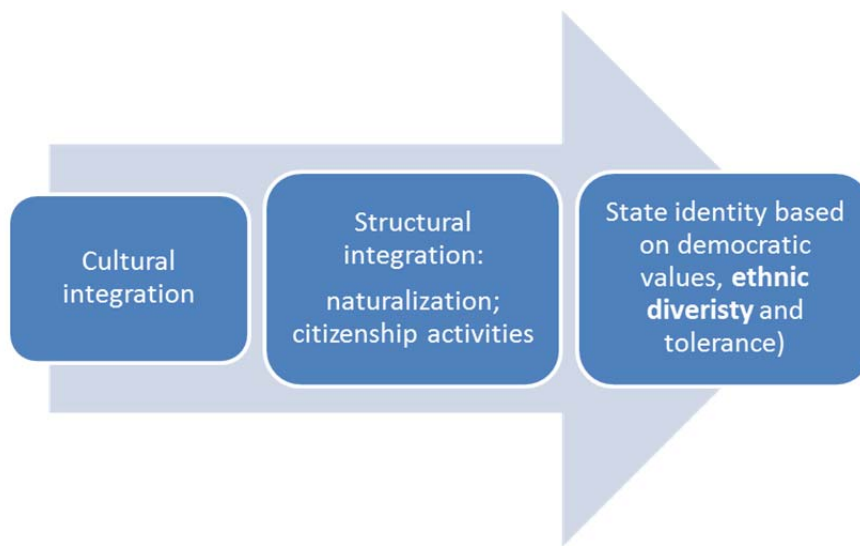 Cultural
integration
Structural
integration:
naturalization;
citizenship activities
State identity based
on democratic
values, ethnic
diveristy and
tolerance)